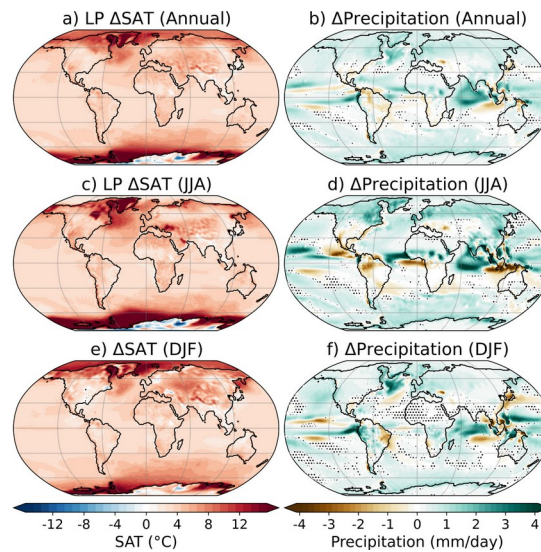 a) LP ΔSAT (Annual)
b) ΔPrecipitation (Annual)
c) LP ΔSAT (JJA)
d) ΔPrecipitation (JJA)
e) ΔSAT (DJF)
f) ΔPrecipitation (DJF)
-12 -8 -4 0 4 8 12
SAT (°C)
-4 -3 -2 -1 0 1 2 3 4
Precipitation (mm/day)